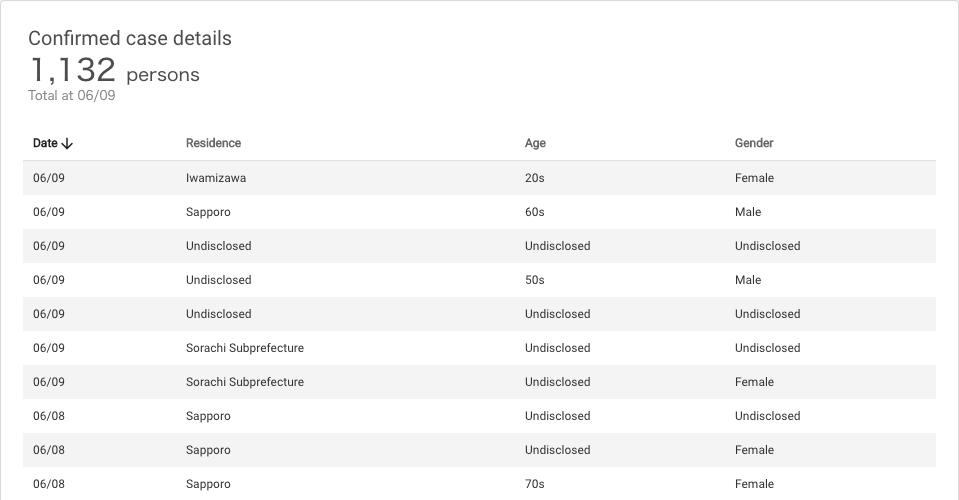 Confirmed case details
1,132 persons
Total at 06/09
Date Residence Age Gender
06/09 Iwamizawa 20s Female
06/09 Sapporo 60s Male
06/09 Undisclosed Undisclosed Undisclosed
06/09 Undisclosed 50s Male
06/09 Undisclosed Undisclosed Undisclosed
06/09 Sorachi Subprefecture Undisclosed Undisclosed
06/09 Sorachi Subprefecture Undisclosed Female
06/08 Sapporo Undisclosed Undisclosed
06/08 Sapporo Undisclosed Female
06/08 Sapporo 70s Female